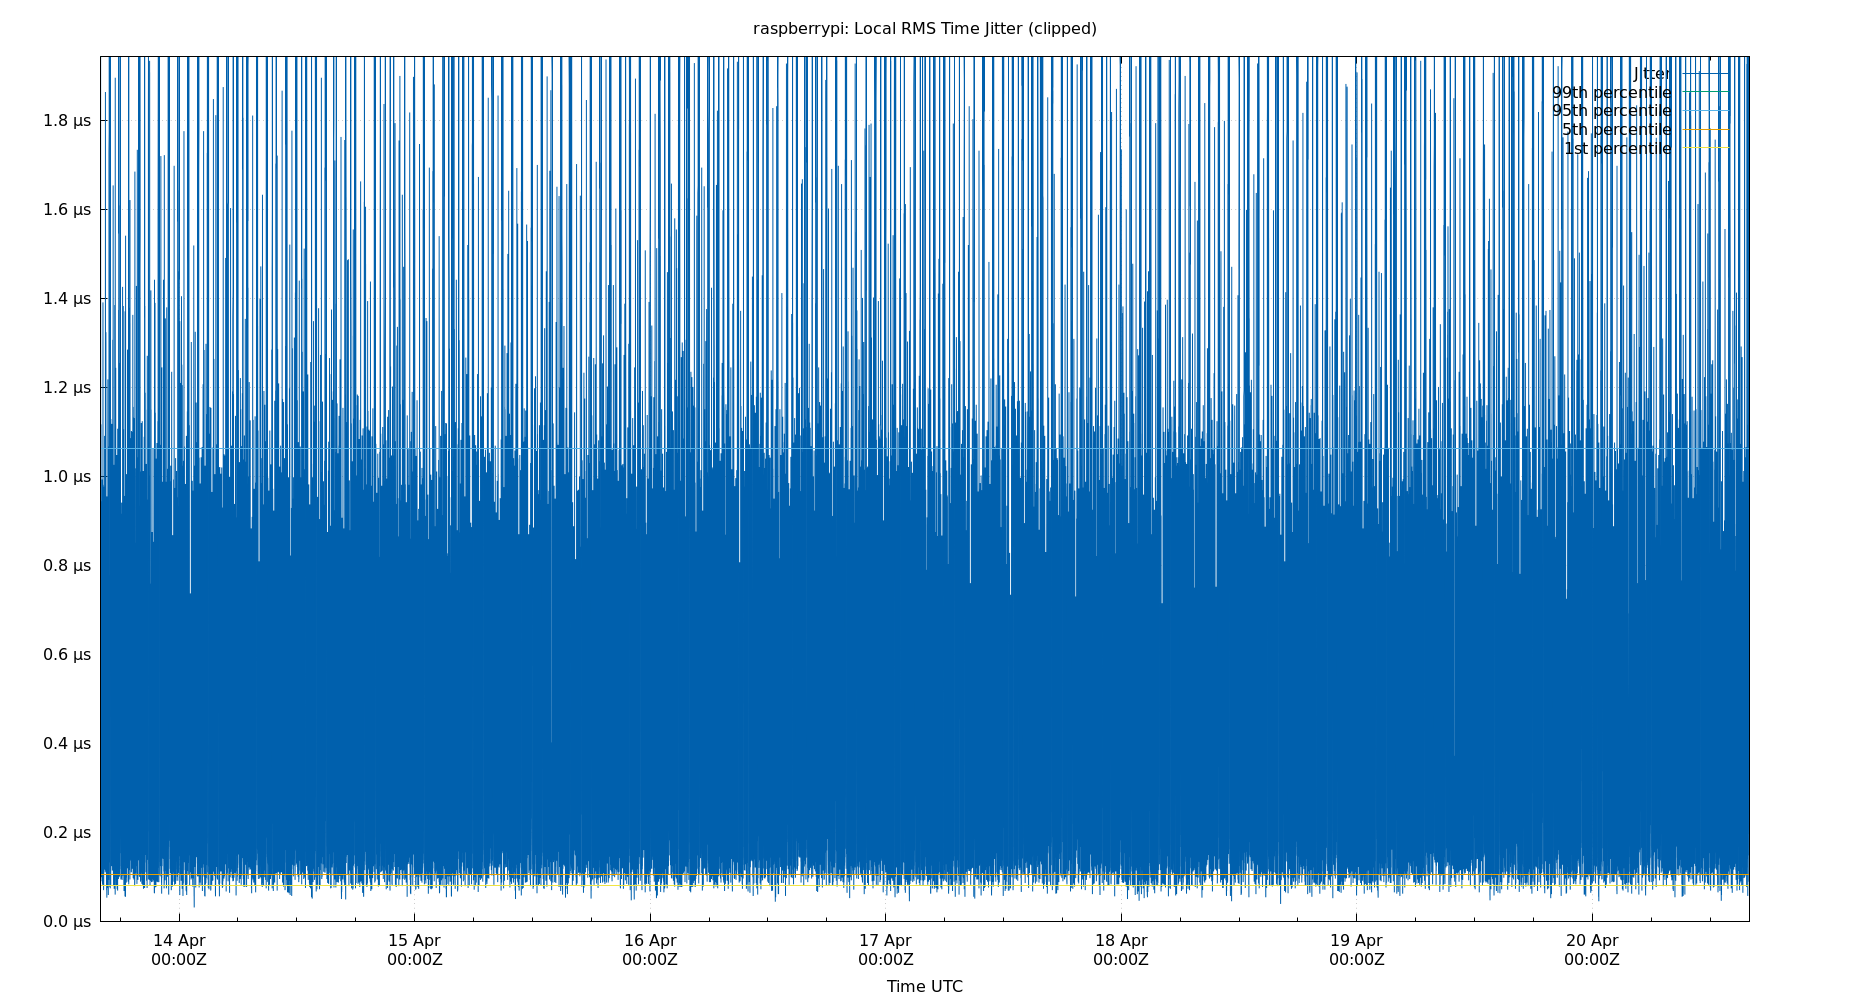 raspberrypi: Local RMS Time Jitter (clipped)
Jitter
99th percentile
95th percentile
5th percentile
1st percentile
1.8 μs
1.6 μs
1.4 μs
1.2 μs
1.0 μs
0.8 μs
0.6 μs
0.4 μs
0.2 μs
0.0 μs
14 Apr 15 Apr 16 Apr 17 Apr 18 Apr 19 Apr 20 Apr
00:00Z 00:00Z 00:00Z 00:00Z 00:00Z 00:00Z 00:00Z
Time UTC